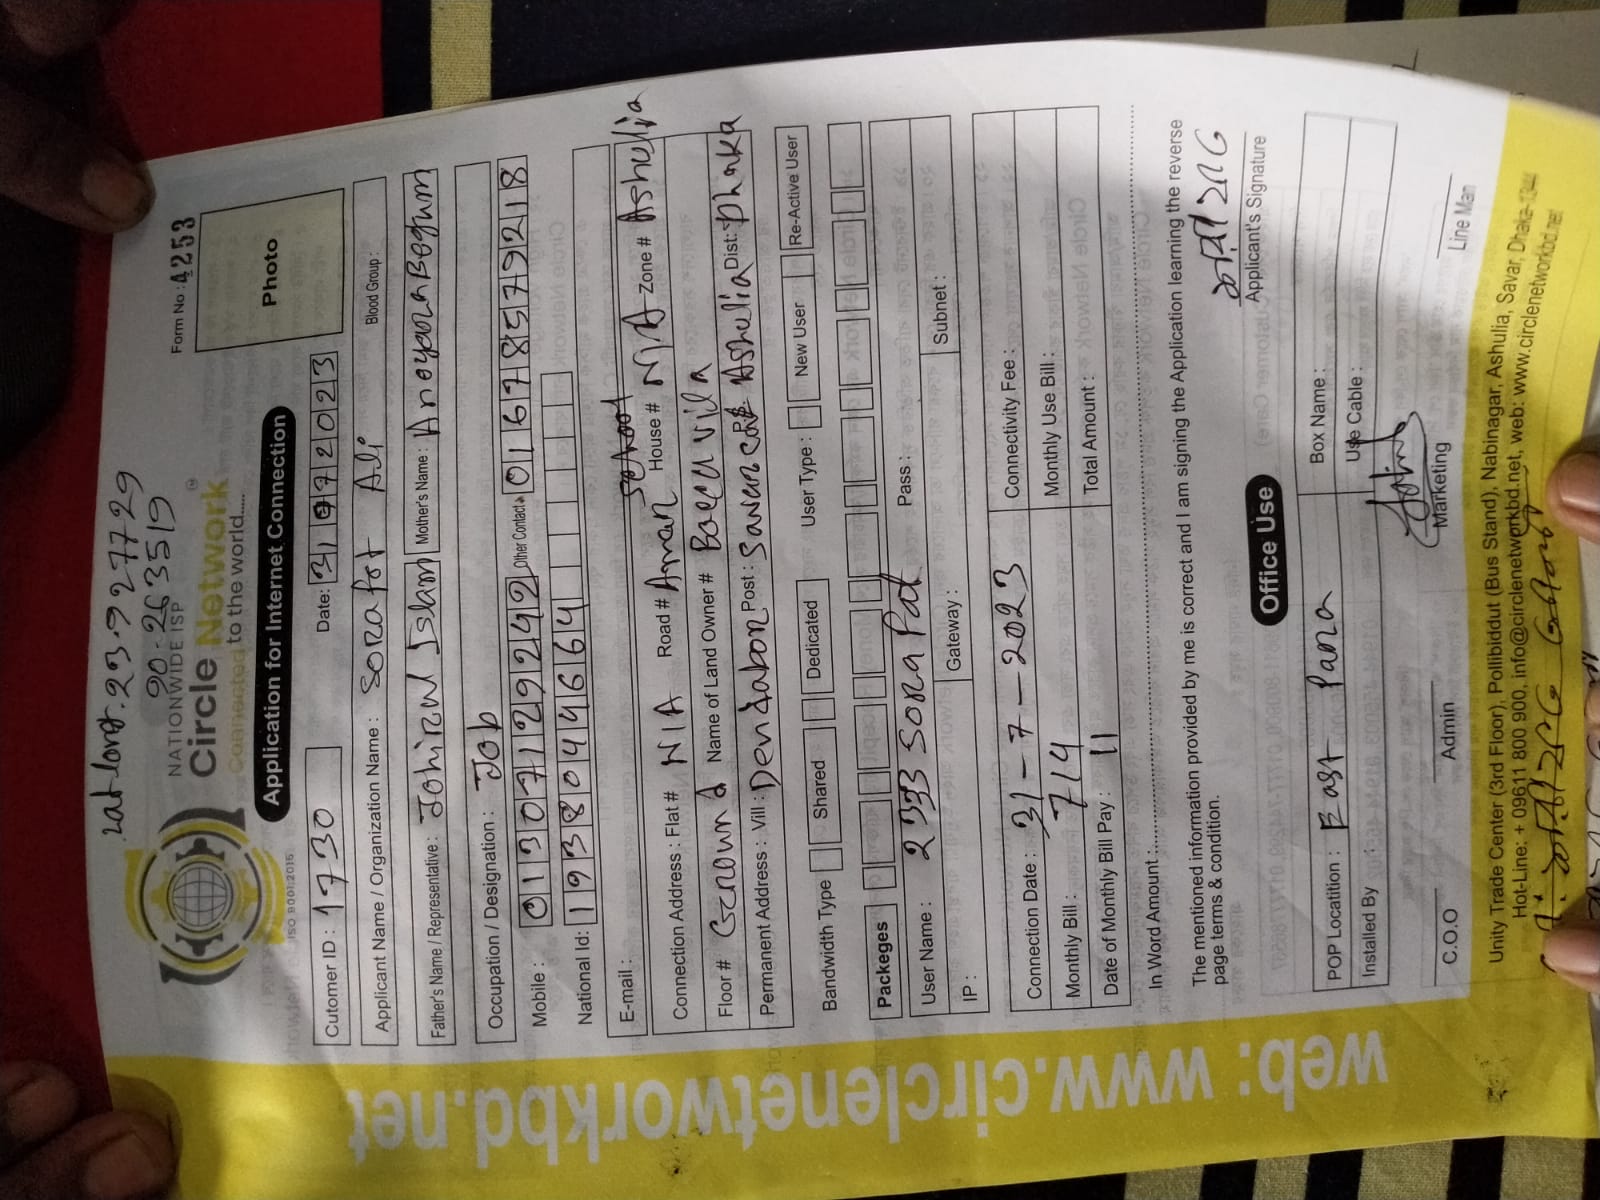 lat long. 23.927729
90.263519
NATIONWIDE ISP
Circle Network
Connected to the world.....
ISO 9001:2015
Form No : 4253
Application for Internet Connection
Photo
Cutomer ID : 1730 Date: 31 07 2023
Applicant Name / Organization Name : Sorafat Ali Blood Group :
Father's Name / Representative : Johirul Islam Mother's Name : Anoyara Begum
Occupation / Designation : Job
Mobile : 01307129242 Other Contact : 01678579218
National Id: 1938044664
E-mail :
Connection Address : Flat # N/A Road # Aman School House # N/A Zone # Ashulia
Floor # Ground Name of Land Owner # Boccu Vila
Permanent Address : Vill : Dendabor Post : Savar P.S: Ashulia Dist: Dhaka
Bandwidth Type Shared Dedicated User Type : New User Re-Active User
Packeges
User Name : 2333 Sorafat Pass :
IP : Gateway : Subnet :
Connection Date : 31-7-2023 Connectivity Fee :
Monthly Bill : 714 Monthly Use Bill :
Date of Monthly Bill Pay : 11 Total Amount :
In Word Amount :
The mentioned information provided by me is correct and I am signing the Application learning the reverse
page terms & condition.
Applicant's Signature
Office Use
POP Locatition : East Para Box Name :
Installed By Use Cable :
C.O.O Admin Marketing Line Man
Unity Trade Center (3rd Floor), Pollibiddut (Bus Stand), Nabinagar, Ashulia, Savar, Dhaka-1344
Hot-Line: + 09611 800 900, info@circlenetworkbd.net, web: www.circlenetworkbd.net
web: www.circlenetworkbd.net